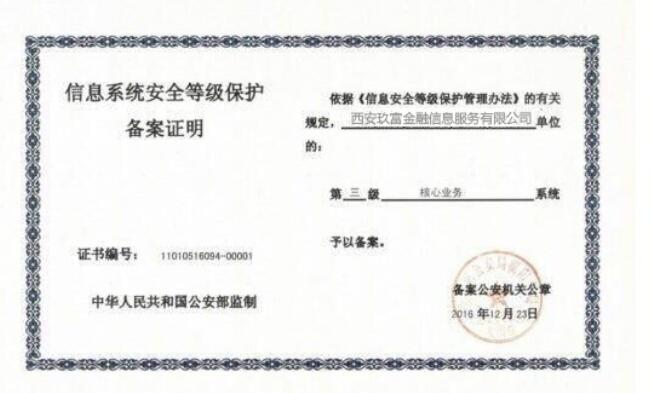 信息系统安全等级保护
备案证明
证书编号： 11010516094-00001
中华人民共和国公安部监制
依据《信息安全等级保护管理办法》的有关
规定， 西安玖富金融信息服务有限公司 单位
的：
第 三 级 核心业务 系统
予以备案。
备案公安机关公章
2016 年12 月 23日